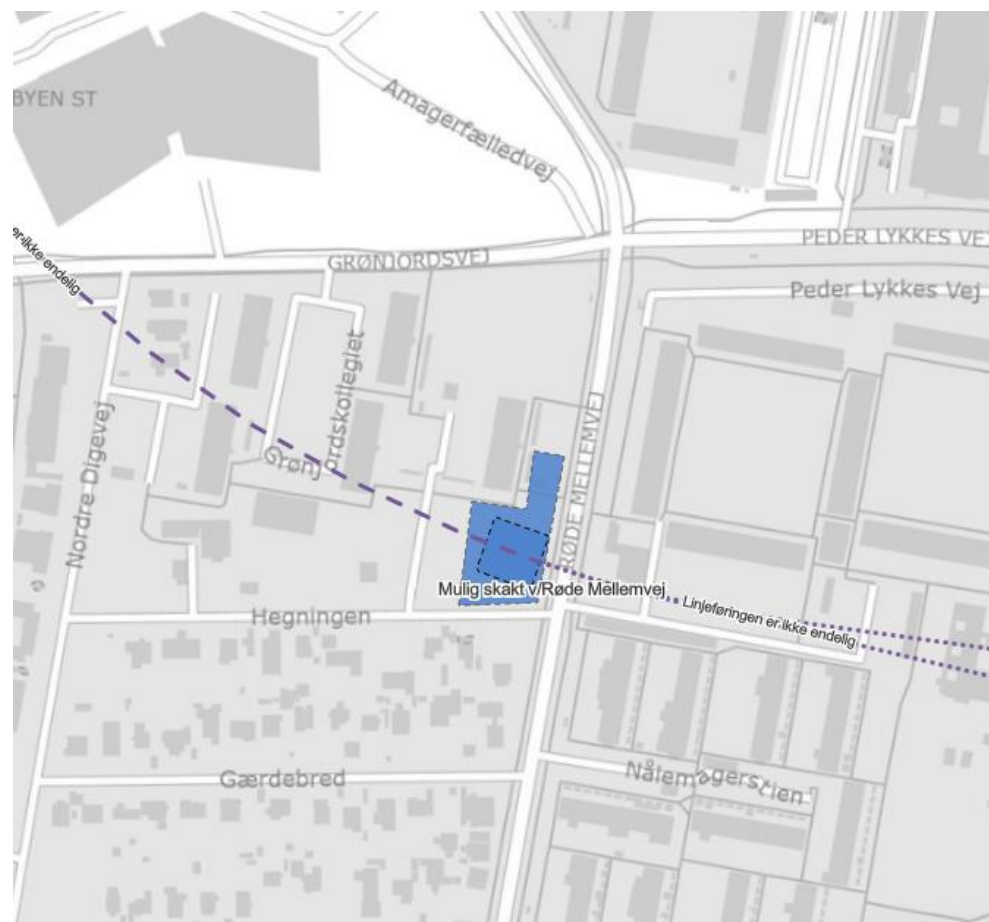 BYEN ST
Amagerfælledvej
er ikke endelig
GRØNJORDSVEJ
PEDER LYKKES VE
Peder Lykkes Vej
Grønjordskollegiet
Nordre Digevej
RØDE MELLEMVEJ
Mulig skakt v/Røde Mellemvej
Linjeføringen er ikke endelig
Hegningen
Gærdebred
Nålemagerstien